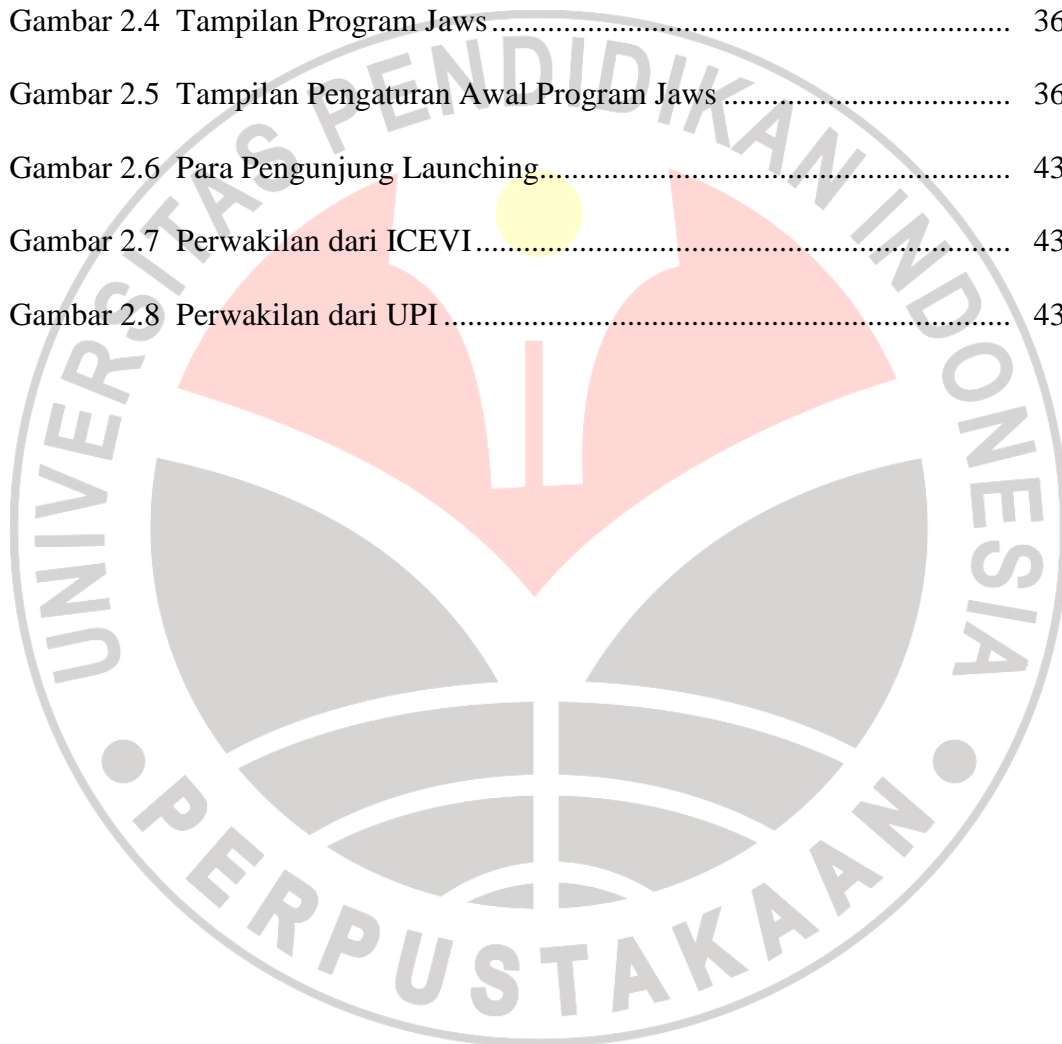 Gambar 2.4 Tampilan Program Jaws ................................................................ 36
Gambar 2.5 Tampilan Pengaturan Awal Program Jaws ................................... 36
Gambar 2.6 Para Pengunjung Launching.......................................................... 43
Gambar 2.7 Perwakilan dari ICEVI .................................................................. 43
Gambar 2.8 Perwakilan dari UPI ...................................................................... 43
UNIVERSITAS PENDIDIKAN INDONESIA
PERPUSTAKAAN